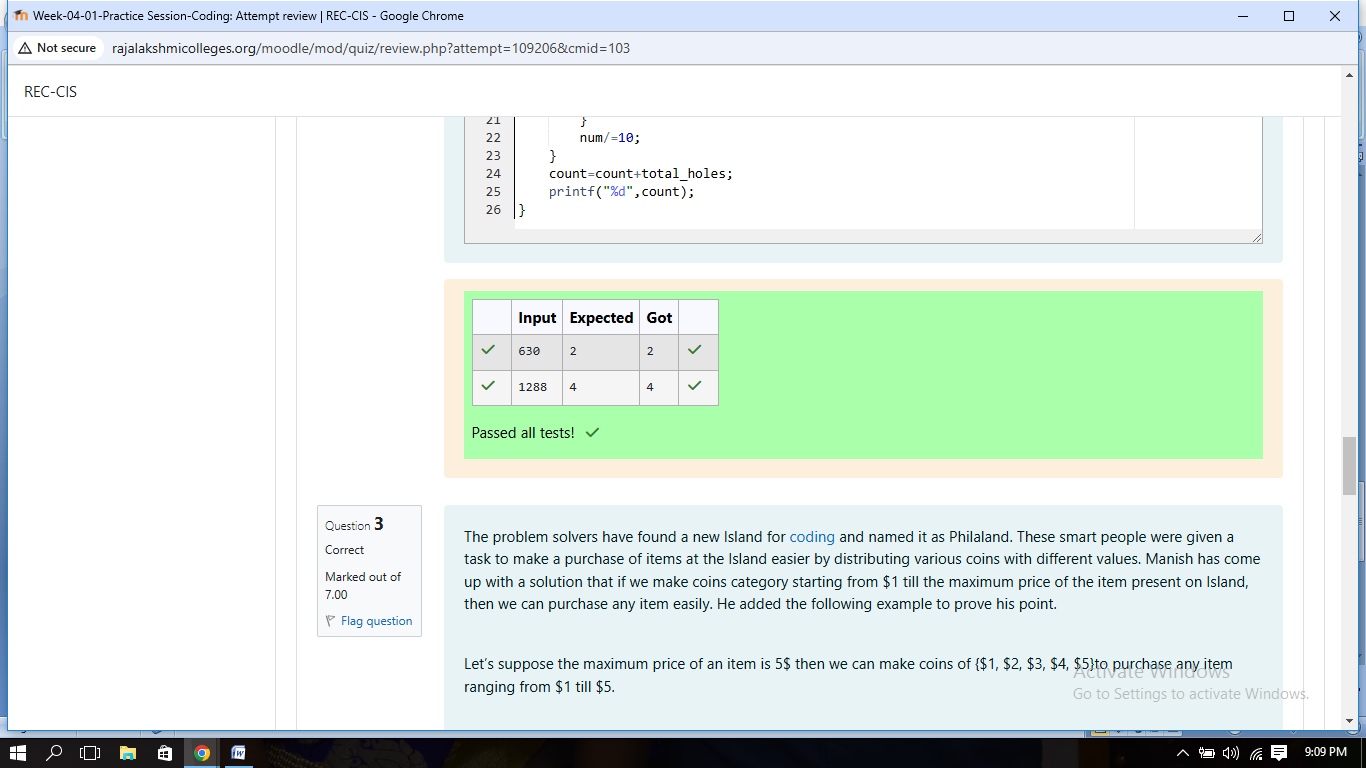 Week-04-01-Practice Session-Coding: Attempt review | REC-CIS - Google Chrome
Not secure rajalakshmicolleges.org/moodle/mod/quiz/review.php?attempt=109206&cmid=103
REC-CIS
21 }
22 num/=10;
23 }
24 count=count+total_holes;
25 printf("%d",count);
26 }
Input Expected Got
630 2 2
1288 4 4
Passed all tests!
Question 3
Correct
Marked out of
7.00
Flag question
The problem solvers have found a new Island for coding and named it as Philaland. These smart people were given a
task to make a purchase of items at the Island easier by distributing various coins with different values. Manish has come
up with a solution that if we make coins category starting from $1 till the maximum price of the item present on Island,
then we can purchase any item easily. He added the following example to prove his point.
Let's suppose the maximum price of an item is 5$ then we can make coins of {$1, $2, $3, $4, $5}to purchase any item
ranging from $1 till $5.
Activate Windows
Go to Settings to activate Windows.
9:09 PM